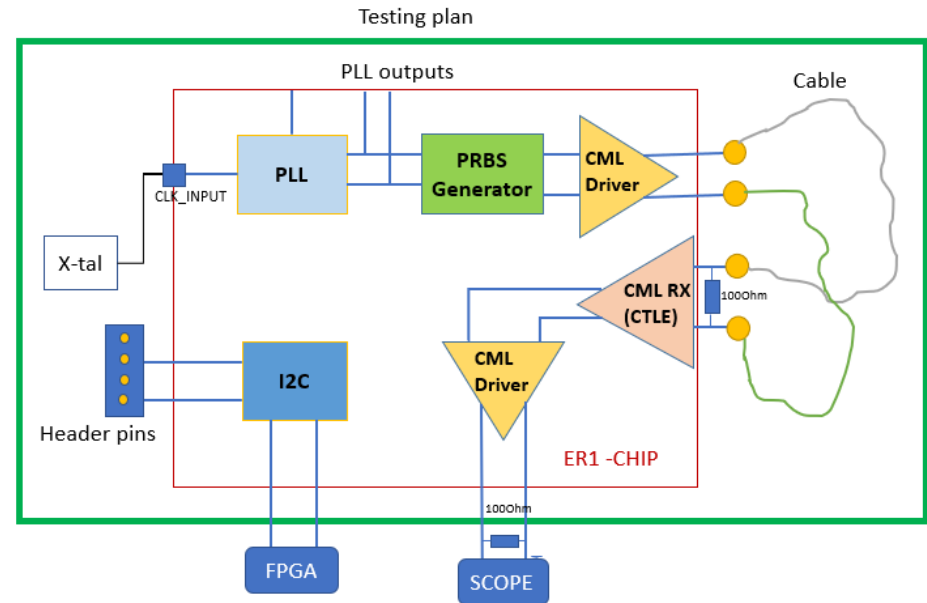 Testing plan
PLL outputs
Cable
PLL
PRBS
Generator
CML
Driver
CLK_INPUT
X-tal
CML RX
(CTLE)
100Ohm
CML
Driver
I2C
Header pins
ER1 -CHIP
100Ohm
FPGA
SCOPE